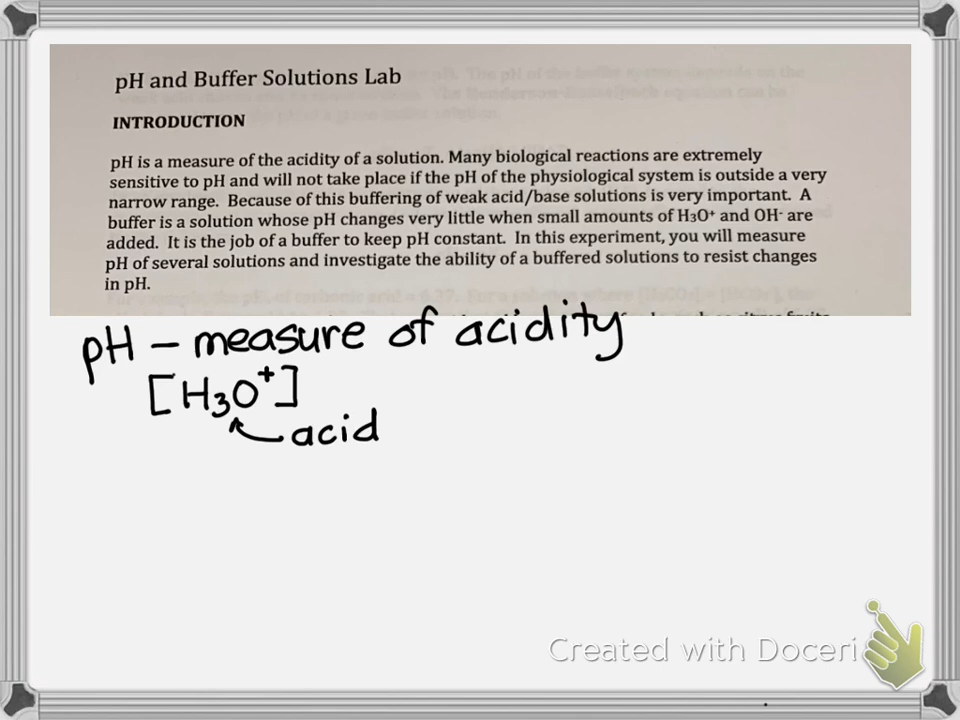 pH and Buffer Solutions Lab
INTRODUCTION
pH is a measure of the acidity of a solution. Many biological reactions are extremely
sensitive to pH and will not take place if the pH of the physiological system is outside a very
narrow range. Because of this buffering of weak acid/base solutions is very important. A
buffer is a solution whose pH changes very little when small amounts of H₃O⁺ and OH⁻ are
added. It is the job of a buffer to keep pH constant. In this experiment, you will measure
pH of several solutions and investigate the ability of a buffered solutions to resist changes
in pH.
pH – measure of acidity
[H₃O⁺]
acid
Created with Doceri